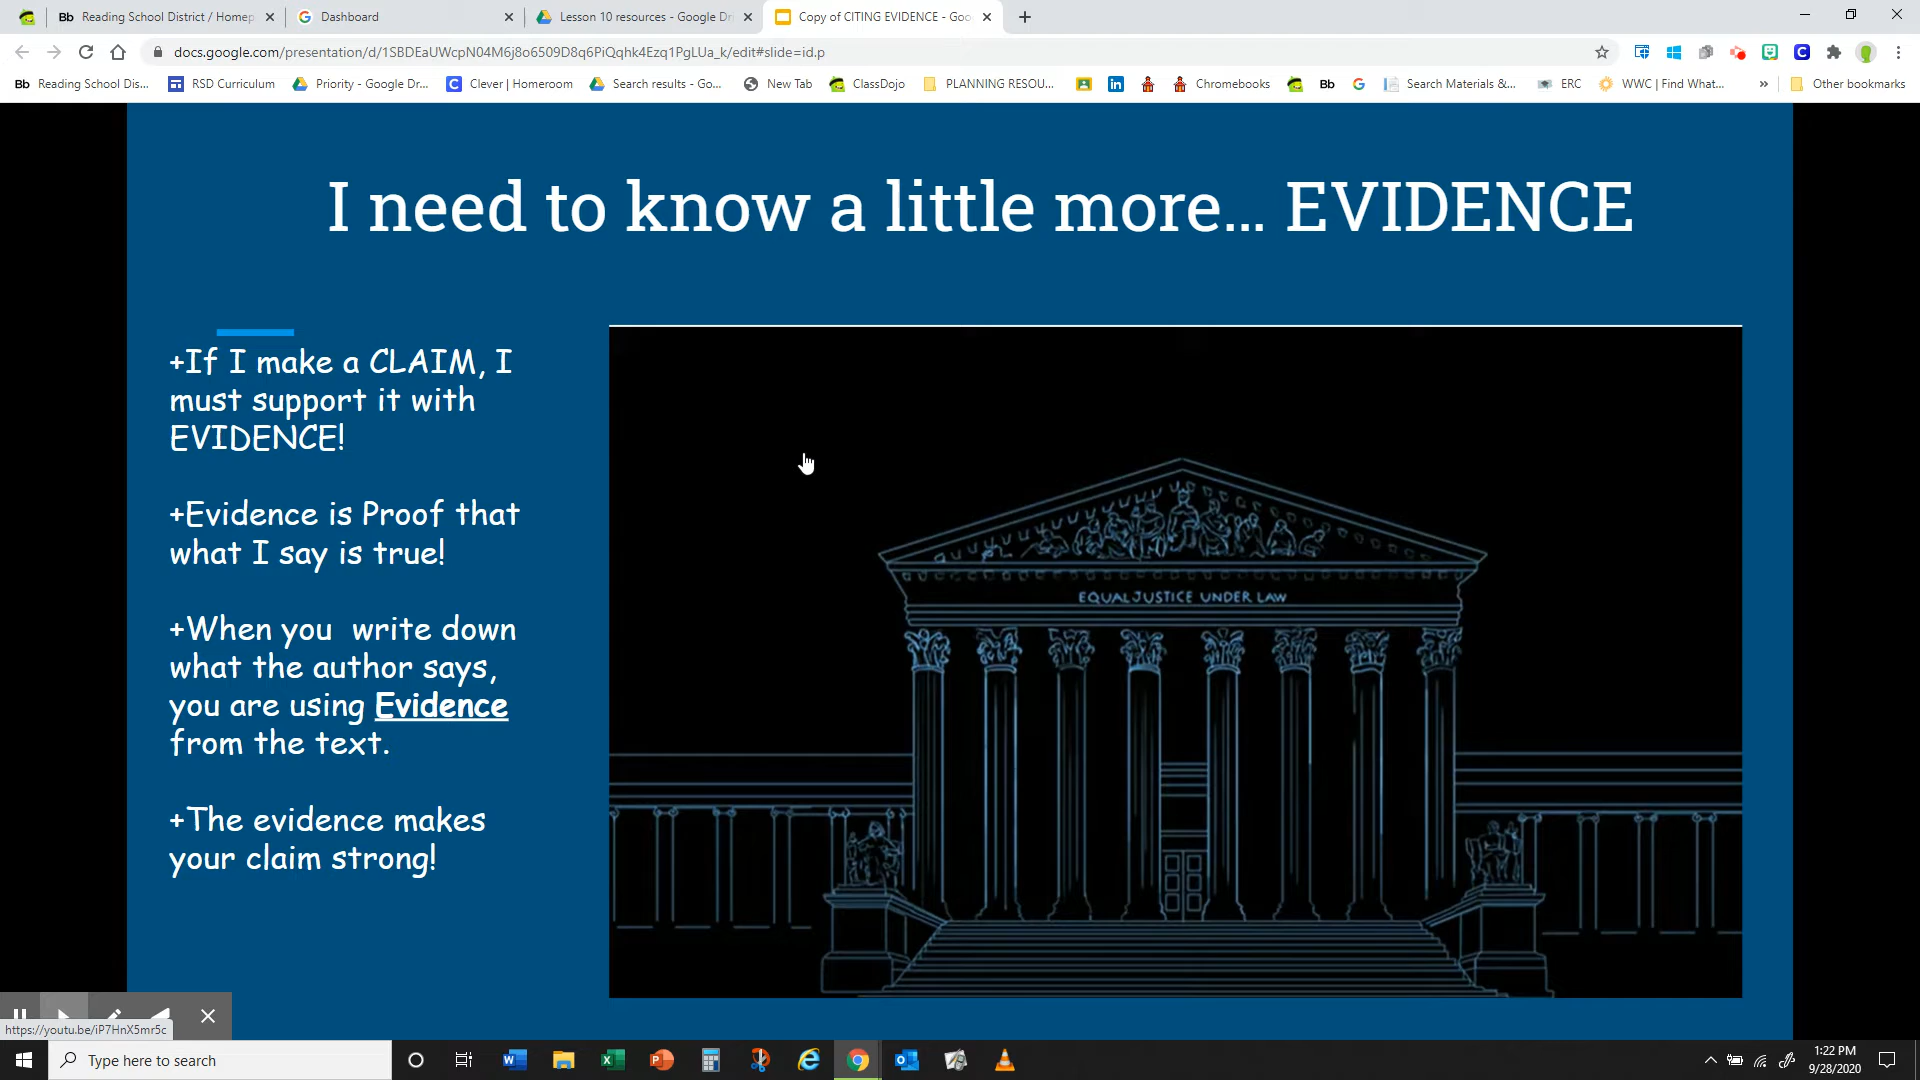 Reading School District / Homep
Dashboard
Lesson 10 resources - Google Dri
Copy of CITING EVIDENCE - Goo
docs.google.com/presentation/d/1SBDEaUWcpN04M6j8o6509D8q6PiQqhk4Ezq1PgLUa_k/edit#slide=id.p
Bb Reading School Dis...
RSD Curriculum
Priority - Google Dr...
Clever | Homeroom
Search results - Go...
New Tab
ClassDojo
PLANNING RESOU...
Chromebooks
Bb
Search Materials &...
ERC
WWC | Find What...
» Other bookmarks
I need to know a little more... EVIDENCE
+If I make a CLAIM, I
must support it with
EVIDENCE!
+Evidence is Proof that
what I say is true!
+When you  write down
what the author says,
you are using Evidence
from the text.
+The evidence makes
your claim strong!
EQUAL JUSTICE UNDER LAW
https://youtu.be/iP7HnX5mr5c
Type here to search
1:22 PM
9/28/2020